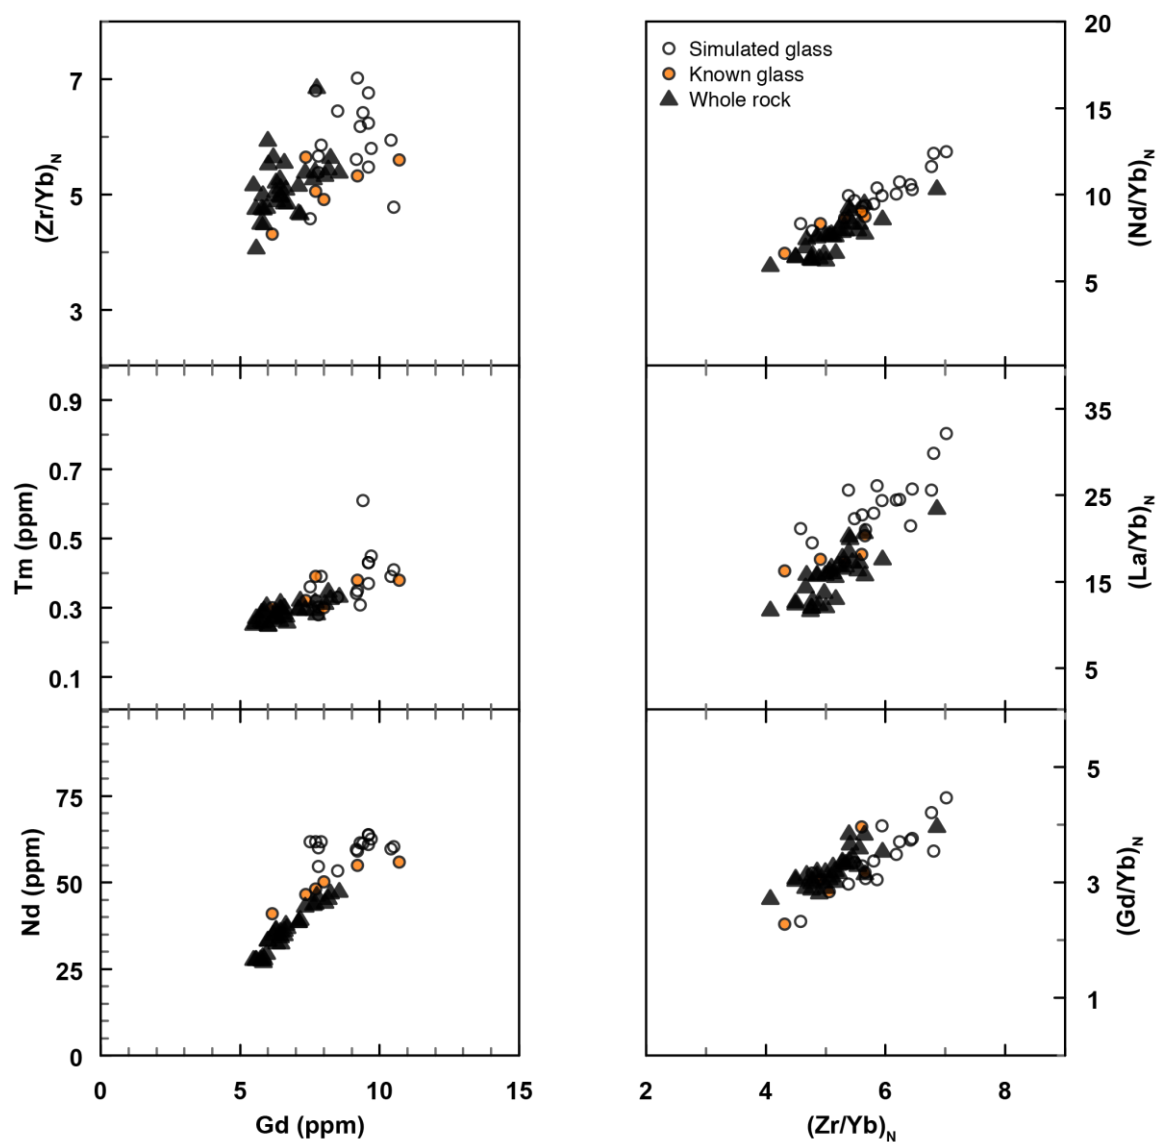 7
5
3
(Zr/Yb)N
20
15
10
5
(Nd/Yb)N
Simulated glass
Known glass
Whole rock
0.9
0.7
0.5
0.3
0.1
Tm (ppm)
35
25
15
5
(La/Yb)N
75
50
25
0
Nd (ppm)
5
3
1
(Gd/Yb)N
0 5 10 15
Gd (ppm)
2 4 6 8
(Zr/Yb)N